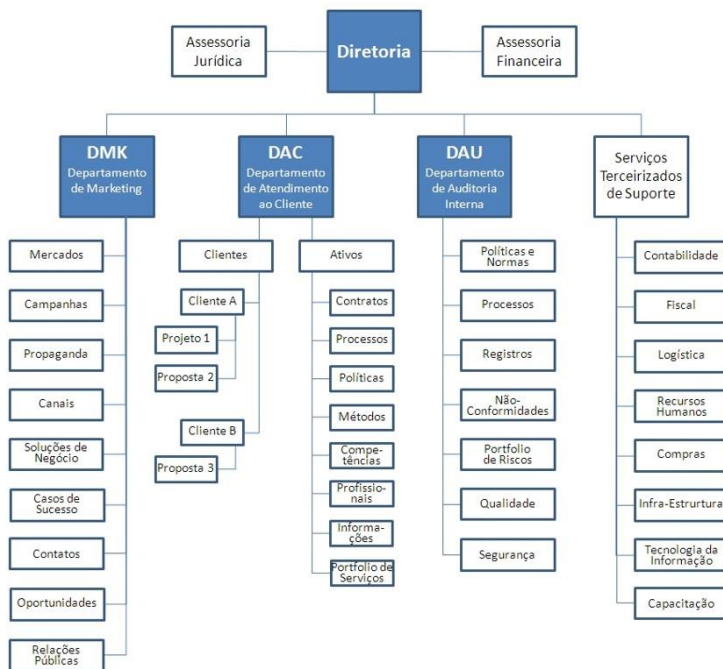 Assessoria
Jurídica
Diretoria
Assessoria
Financeira
DMK
Departamento
de Marketing
DAC
Departamento
de Atendimento
ao Cliente
DAU
Departamento
de Auditoria
Interna
Serviços
Terceirizados
de Suporte
Mercados
Campanhas
Propaganda
Canais
Soluções de
Negócio
Casos de
Sucesso
Contatos
Oportunidades
Relações
Públicas
Clientes
Cliente A
Projeto 1
Proposta 2
Cliente B
Proposta 3
Ativos
Contratos
Processos
Políticas
Métodos
Compe-
tências
Profissio-
nais
Informa-
ções
Portfolio de
Serviços
Políticas e
Normas
Processos
Registros
Não-
Conformidades
Portfolio
de Riscos
Qualidade
Segurança
Contabilidade
Fiscal
Logística
Recursos
Humanos
Compras
Infra-Estrurtura
Tecnologia da
Informação
Capacitação